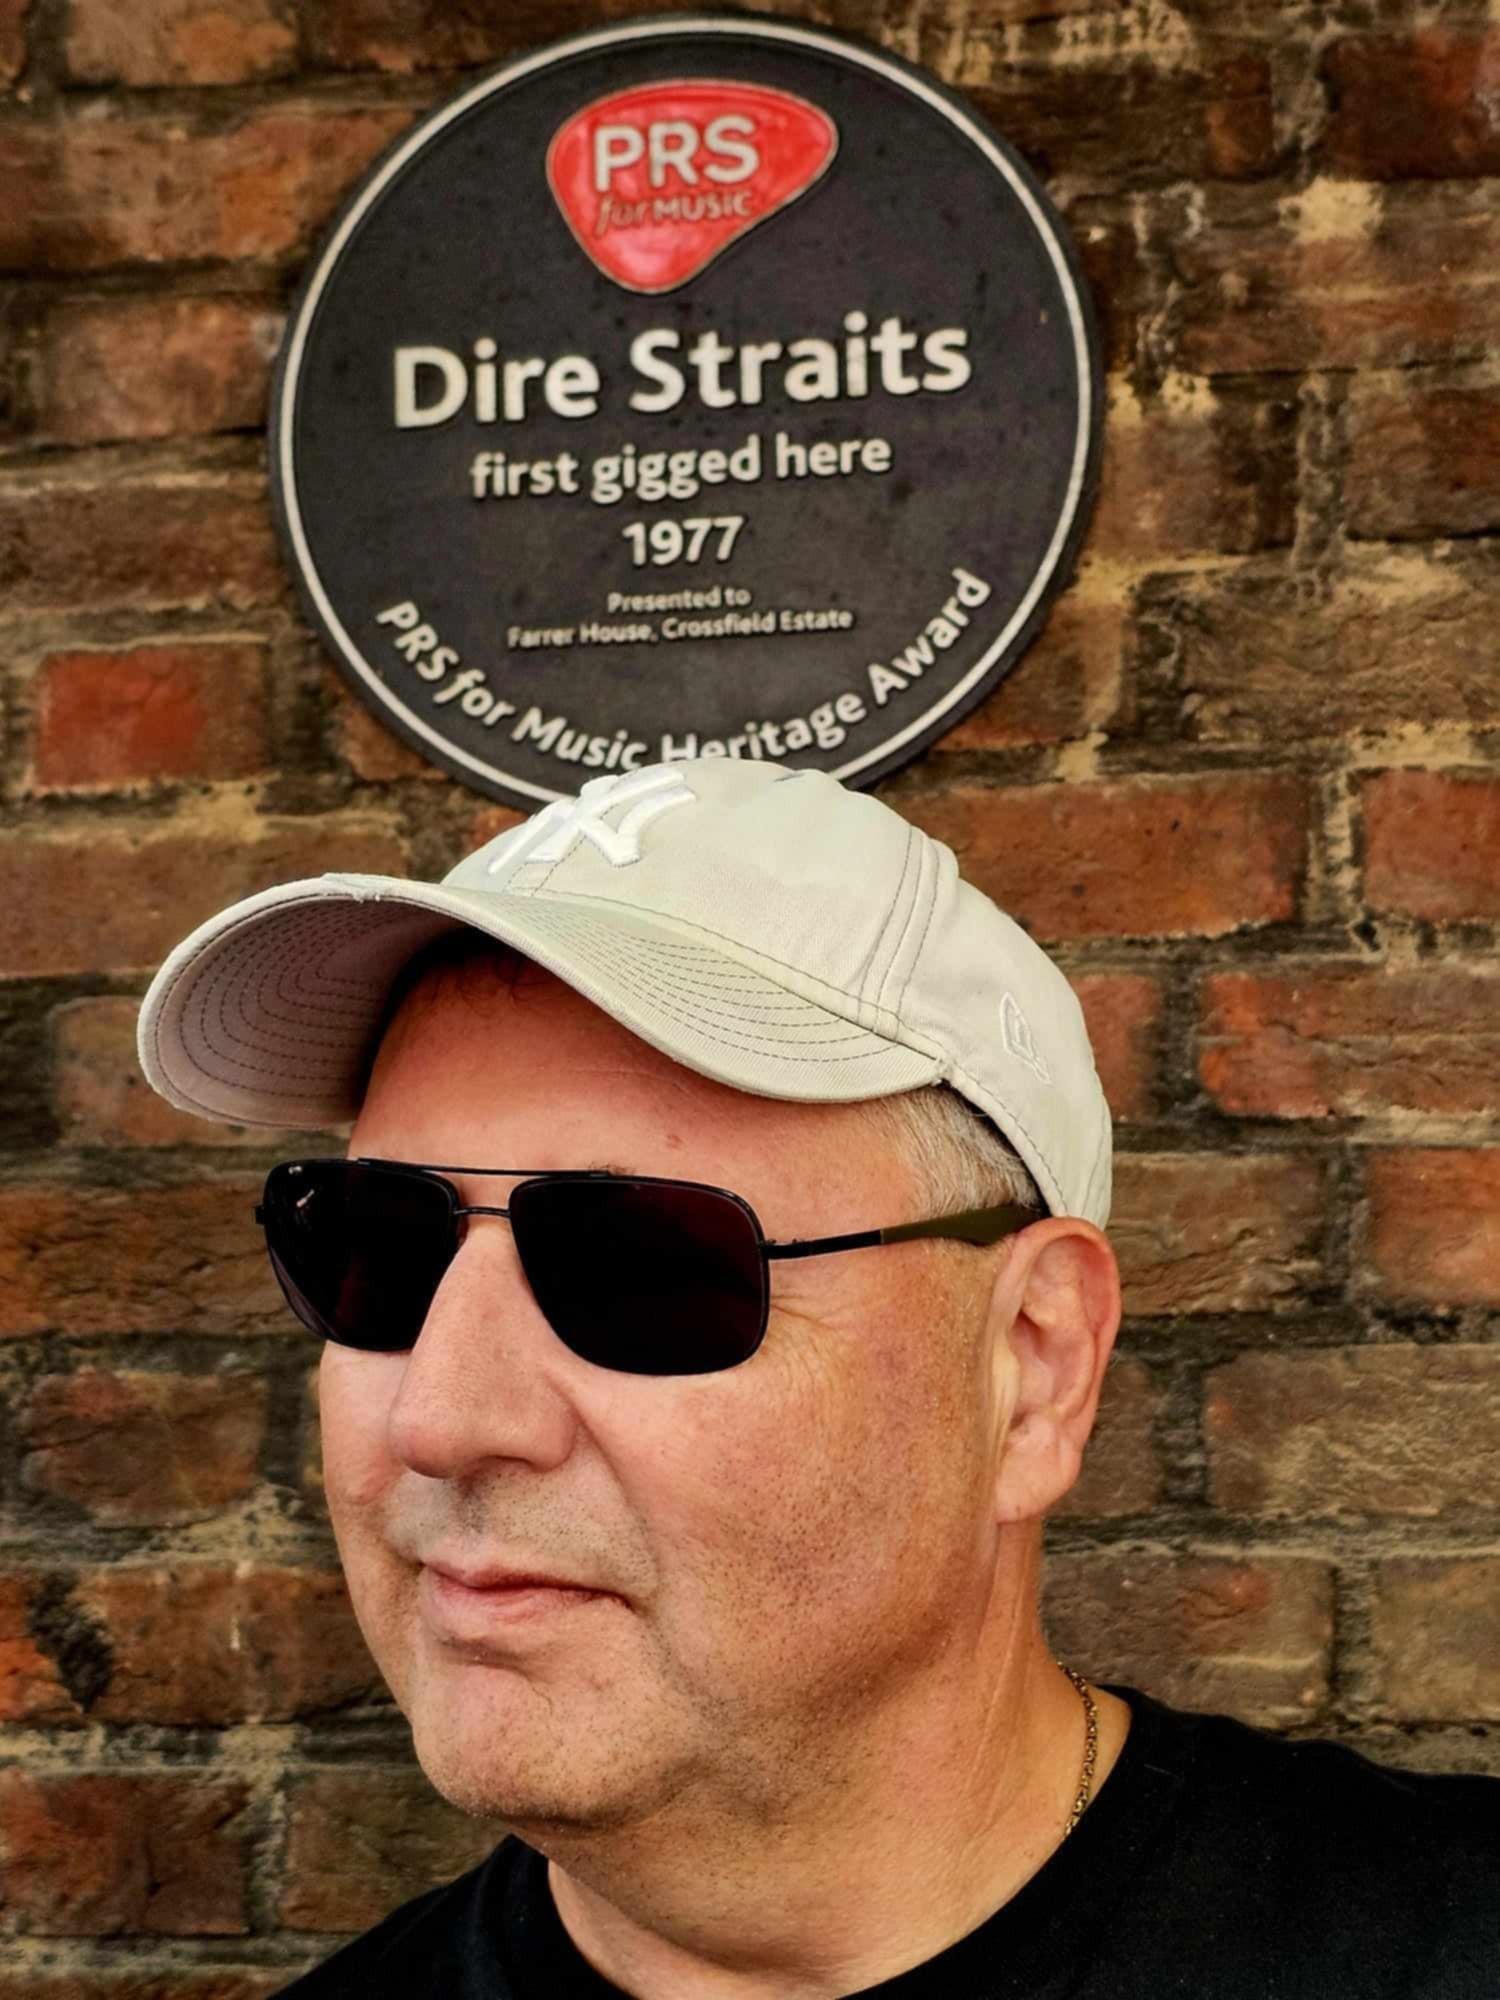 PRS
for MUSIC
Dire Straits
first gigged here
1977
Presented to
Farrer House, Crossfield Estate
PRS for Music Heritage Award
NY